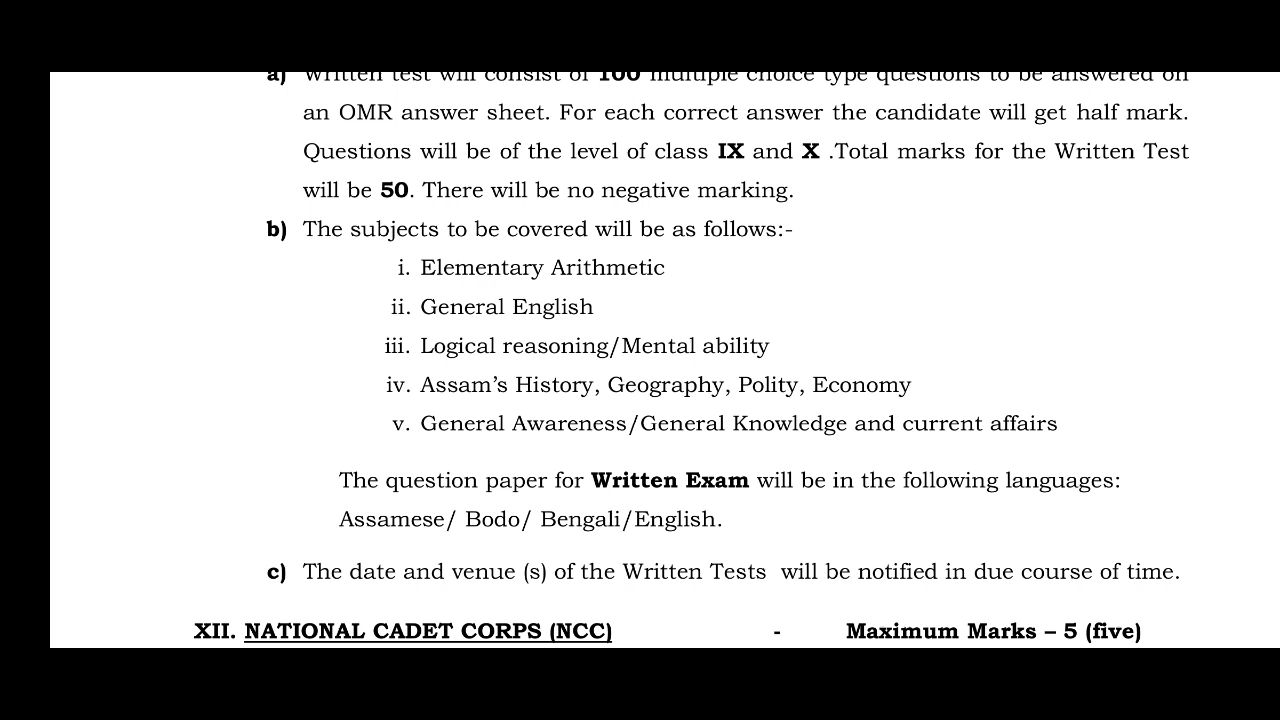 a) Written test will consist of 100 multiple choice type questions to be answered on
an OMR answer sheet. For each correct answer the candidate will get half mark.
Questions will be of the level of class IX and X .Total marks for the Written Test
will be 50. There will be no negative marking.
b) The subjects to be covered will be as follows:-
i. Elementary Arithmetic
ii. General English
iii. Logical reasoning/Mental ability
iv. Assam’s History, Geography, Polity, Economy
v. General Awareness/General Knowledge and current affairs
The question paper for Written Exam will be in the following languages:
Assamese/ Bodo/ Bengali/English.
c) The date and venue (s) of the Written Tests will be notified in due course of time.
XII. NATIONAL CADET CORPS (NCC) - Maximum Marks – 5 (five)